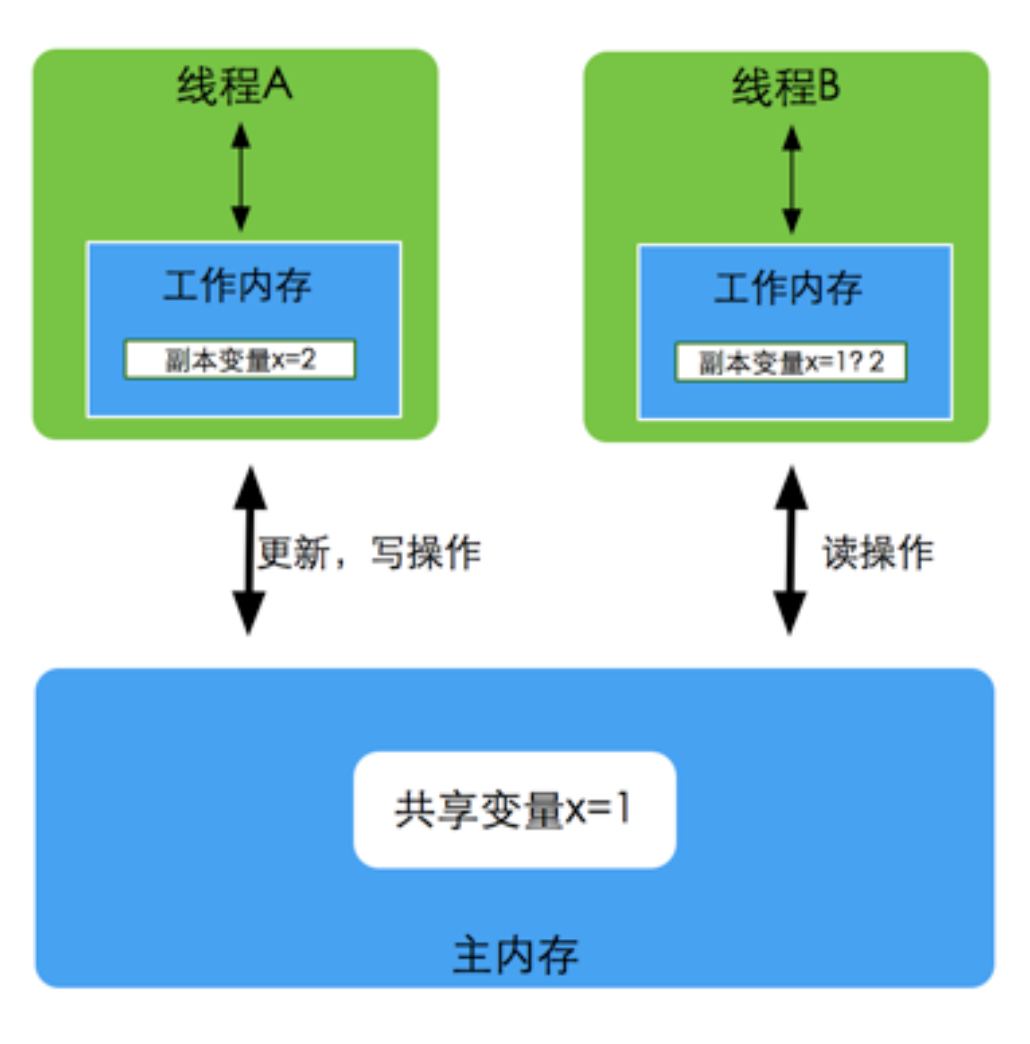 线程A
线程B
工作内存
工作内存
副本变量x=2
副本变量x=1?2
更新，写操作
读操作
共享变量x=1
主内存